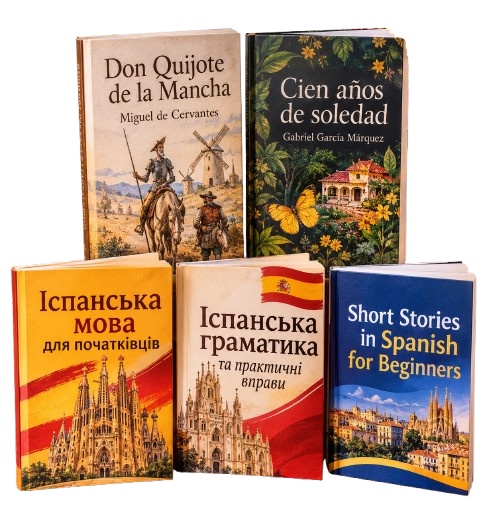 Don Quijote
de la Mancha
Miguel de Cervantes
Cien años
de soledad
Gabriel García Márquez
Іспанська
мова
для початківців
Іспанська
граматика
та практичні
вправи
Short Stories
in Spanish
for Beginners